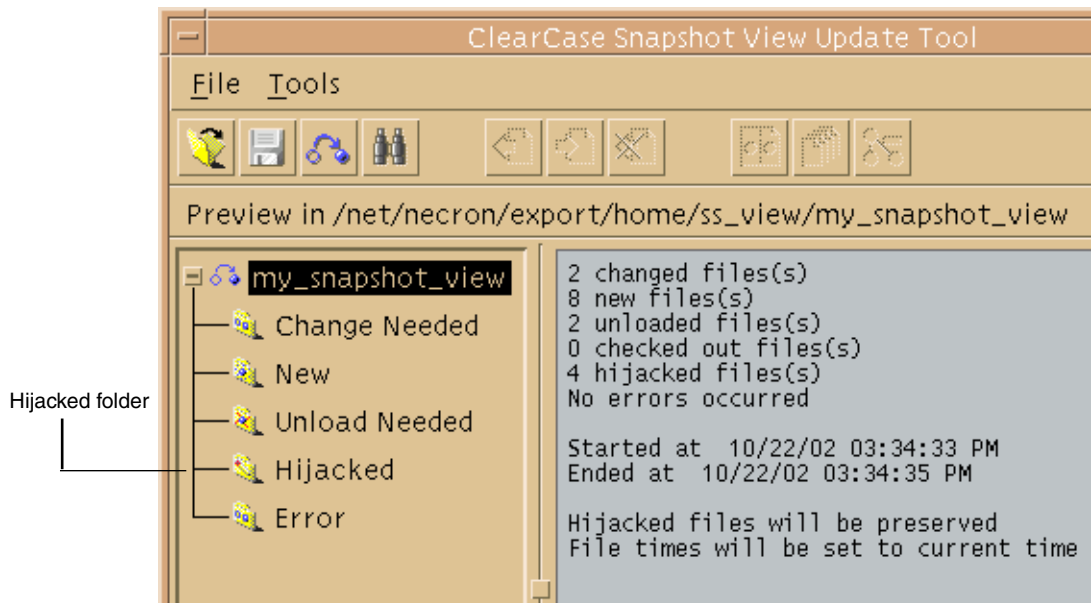 ClearCase Snapshot View Update Tool
File Tools
Preview in /net/necron/export/home/ss_view/my_snapshot_view
my_snapshot_view
Change Needed
New
Unload Needed
Hijacked
Error
Hijacked folder
2 changed files(s)
8 new files(s)
2 unloaded files(s)
0 checked out files(s)
4 hijacked files(s)
No errors occurred
Started at 10/22/02 03:34:33 PM
Ended at 10/22/02 03:34:35 PM
Hijacked files will be preserved
File times will be set to current time